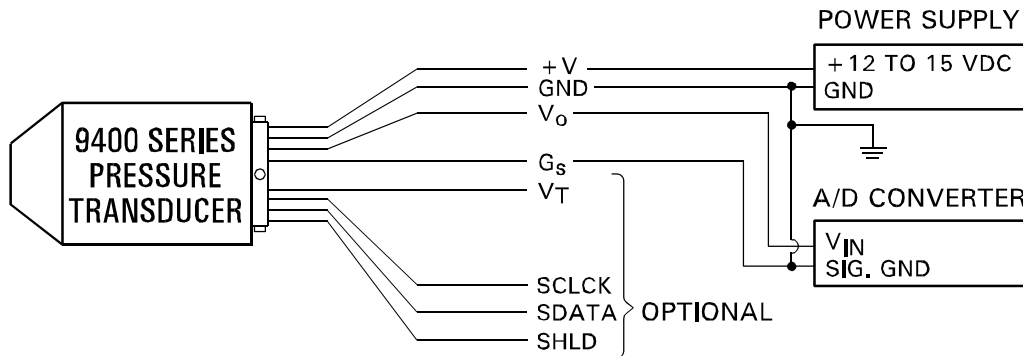 POWER SUPPLY
+12 TO 15 VDC
GND
+V
GND
Vo
Gs
VT
9400 SERIES
PRESSURE
TRANSDUCER
A/D CONVERTER
VIN
SIG. GND
SCLCK
SDATA
SHLD
OPTIONAL